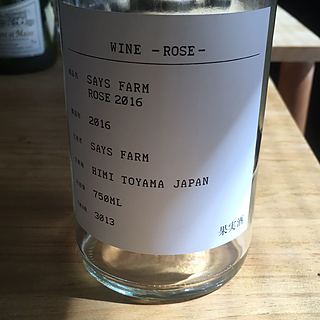 WINE -ROSE-
SAYS FARM
ROSE 2016
2016
SAYS FARM
HIMI TOYAMA JAPAN
750ML
3013
果実酒